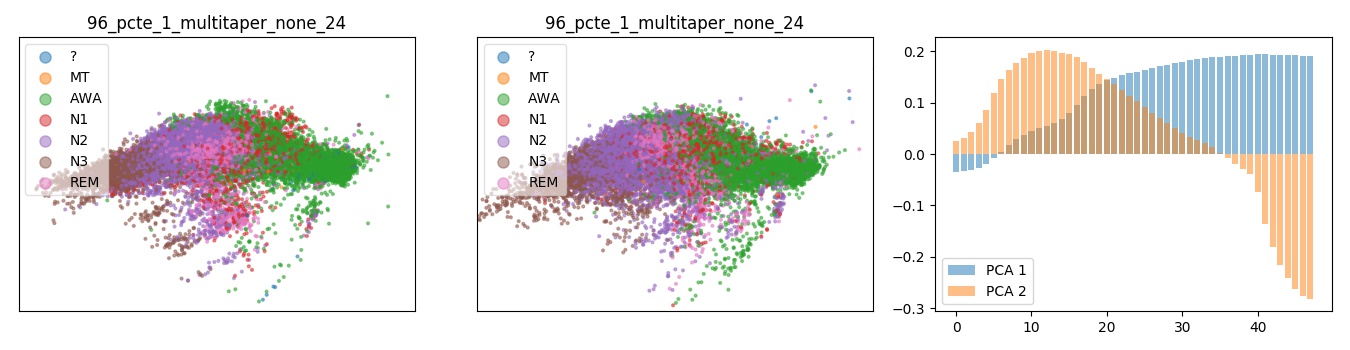 96_pcte_1_multitaper_none_24
?
MT
AWA
N1
N2
N3
REM
96_pcte_1_multitaper_none_24
?
MT
AWA
N1
N2
N3
REM
0.2
0.1
0.0
−0.1
−0.2
−0.3
PCA 1
PCA 2
0
10
20
30
40